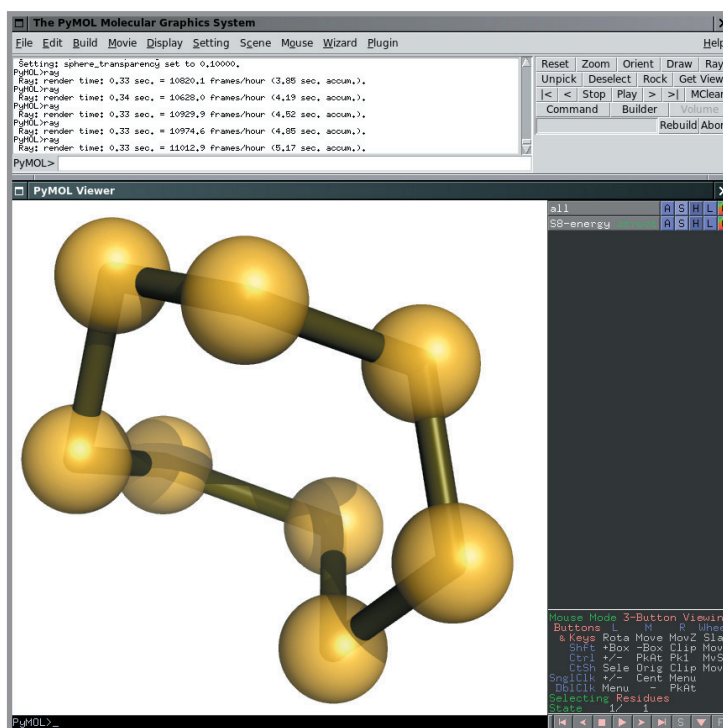 The PyMOL Molecular Graphics System
File Edit Build Movie Display Setting Scene Mouse Wizard Plugin Help
Setting: sphere_transparency set to 0.10000.
PyMOL>ray
Ray: render time: 0.33 sec. = 10820.1 frames/hour (3.85 sec. accum.).
PyMOL>ray
Ray: render time: 0.34 sec. = 10628.0 frames/hour (4.19 sec. accum.).
PyMOL>ray
Ray: render time: 0.33 sec. = 10929.9 frames/hour (4.52 sec. accum.).
PyMOL>ray
Ray: render time: 0.33 sec. = 10974.6 frames/hour (4.85 sec. accum.).
PyMOL>ray
Ray: render time: 0.33 sec. = 11012.9 frames/hour (5.17 sec. accum.).
PyMOL>
Reset Zoom Orient Draw Ray
Unpick Deselect Rock Get View
|< < Stop Play > >| MClear
Command Builder Volume
Rebuild Abor
PyMOL Viewer
all A S H L
S8-energy A S H L
Mouse Mode 3-Button Viewin
Buttons L M R Whee
& Keys Rota Move MovZ Sla
Shft +Box -Box Clip Mov
Ctrl +/- PkAt Pk1 MvS
CtSh Sele Orig Clip Mov
SnglClk +/- Cent Menu
DblClk Menu - PkAt
Selecting Residues
State 1/ 1
PyMOL>_
S